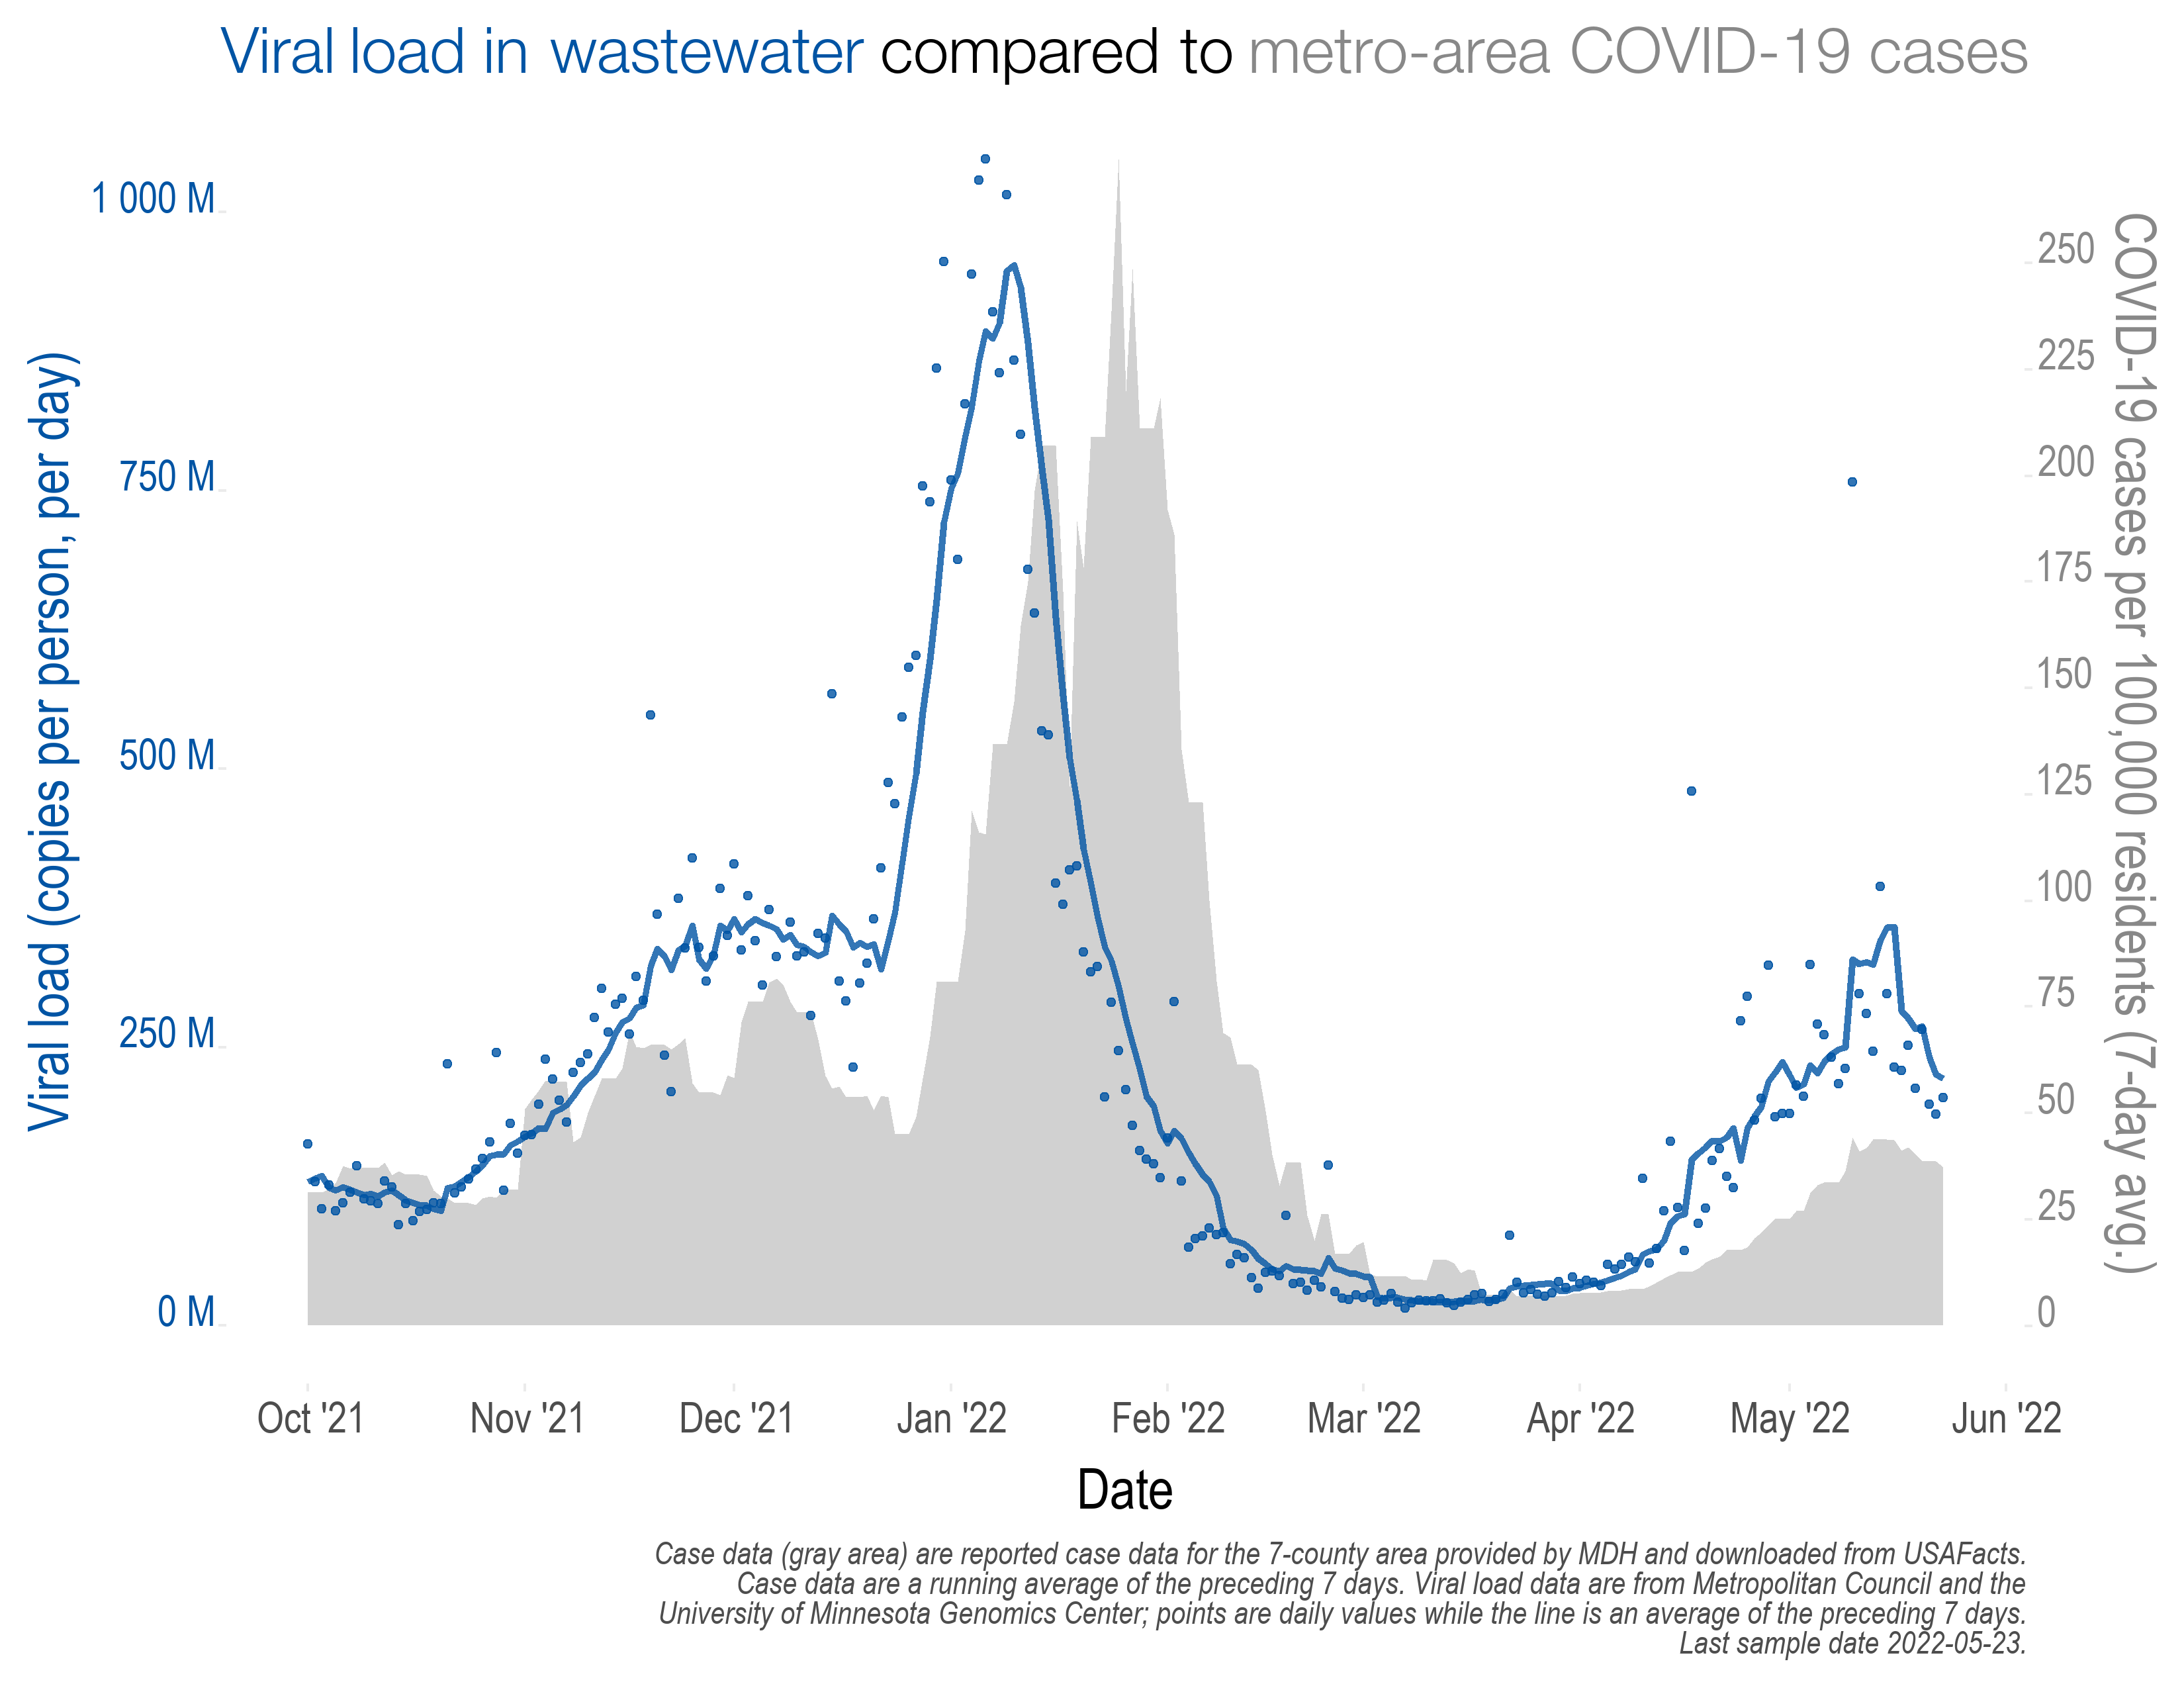 Viral load in wastewater compared to metro-area COVID-19 cases
Viral load (copies per person, per day)
1 000 M
750 M
500 M
250 M
0 M
COVID-19 cases per 100,000 residents (7-day avg.)
250
225
200
175
150
125
100
75
50
25
0
Oct '21
Nov '21
Dec '21
Jan '22
Feb '22
Mar '22
Apr '22
May '22
Jun '22
Date
Case data (gray area) are reported case data for the 7-county area provided by MDH and downloaded from USAFacts.
Case data are a running average of the preceding 7 days. Viral load data are from Metropolitan Council and the
University of Minnesota Genomics Center; points are daily values while the line is an average of the preceding 7 days.
Last sample date 2022-05-23.